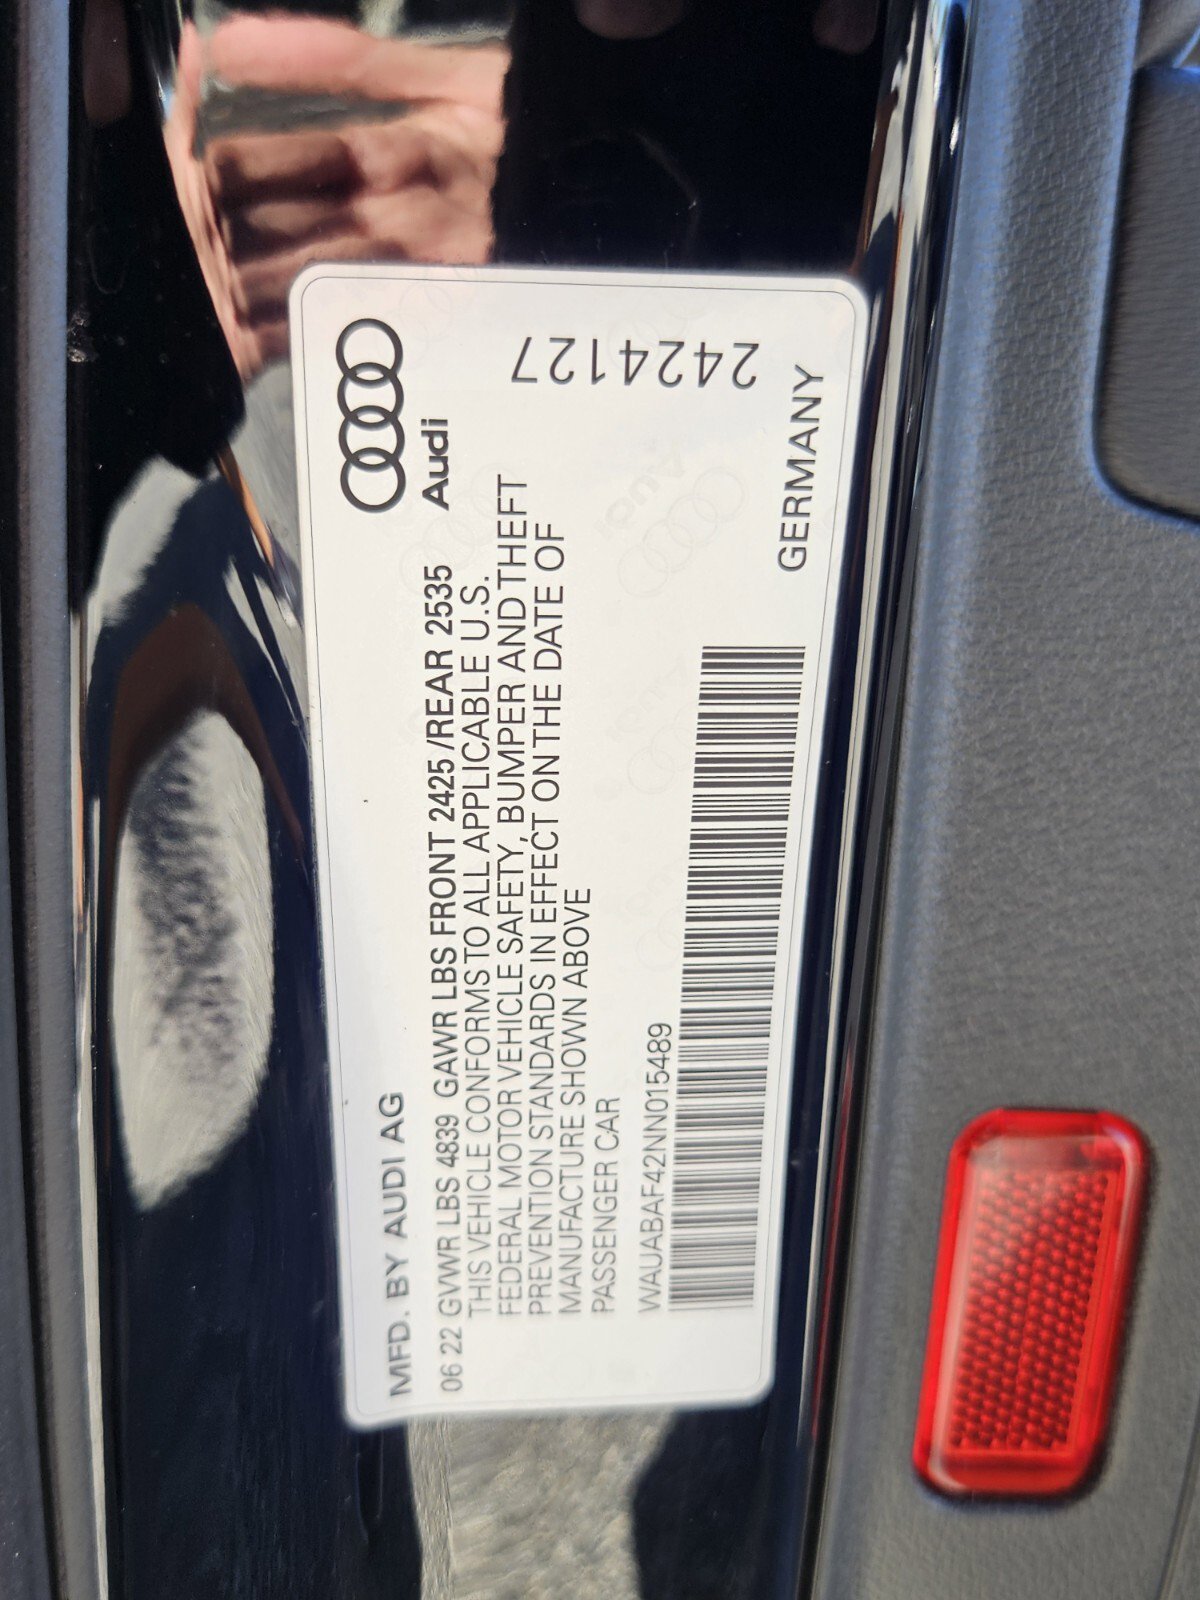 MFD. BY AUDI AG
Audi
06 22 GVWR LBS 4839 GAWR LBS FRONT 2425/REAR 2535
THIS VEHICLE CONFORMS TO ALL APPLICABLE U.S.
FEDERAL MOTOR VEHICLE SAFETY, BUMPER AND THEFT
PREVENTION STANDARDS IN EFFECT ON THE DATE OF
MANUFACTURE SHOWN ABOVE
PASSENGER CAR
WAUABAF42NN015489
GERMANY
2424127